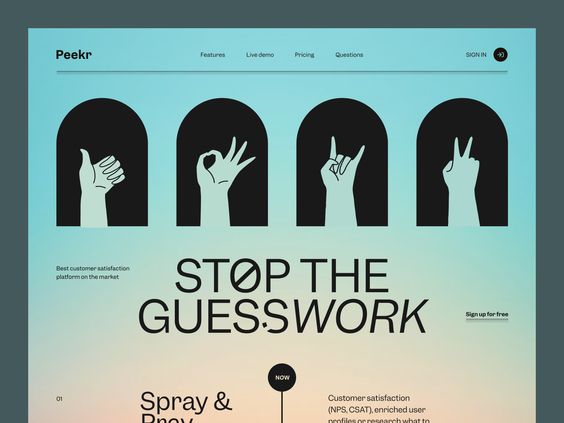 Peekr
Features Live demo Pricing Questions
SIGN IN
Best customer satisfaction
platform on the market
STOP THE
GUESSWORK
Sign up for free
NOW
01
Spray &
Pray
Customer satisfaction
(NPS, CSAT), enriched user
profiles or research what to